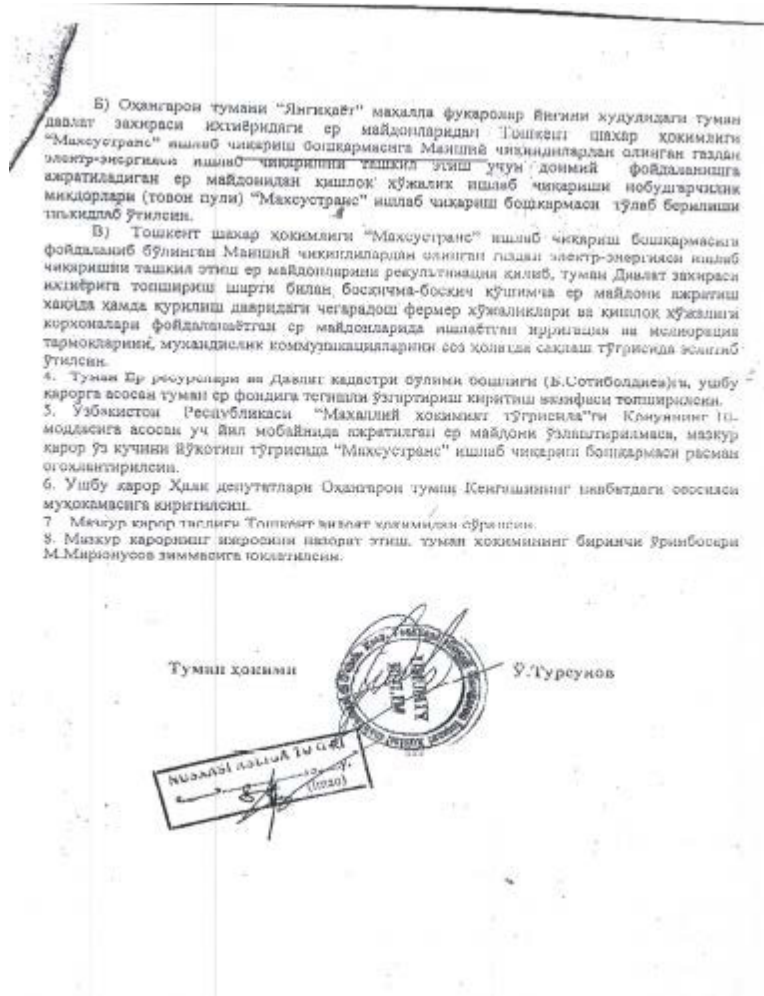 Б) Оҳангарон тумани "Янгиҳаёт" маҳалла фуқаролар йиғини ҳудудидаги туман
давлат захираси ихтиёридаги ер майдонларидан Тошкент шаҳар ҳокимлиги
"Махсустранс" ишлаб чиқариш бошқармасига Маиший чиқиндилардан олинган газдан
электр-энергияси ишлаб чиқаришни ташкил этиш учун доимий фойдаланишга
ажратиладиган ер майдонидан қишлоқ хўжалик ишлаб чиқариши нобудгарчилик
миқдорлари (товон пули) "Махсустранс" ишлаб чиқариш бошқармаси тўлаб берилиши
таъкидлаб ўтилсин.
В) Тошкент шаҳар ҳокимлиги "Махсустранс" ишлаб чиқариш бошқармасига
фойдаланиб бўлинган Маиший чиқиндилардан олинган газдан электр-энергияси ишлаб
чиқаришни ташкил этиш ер майдонларини рекультивация қилиб, туман Давлат захираси
ихтиёрига топшириш шарти билан босқичма-босқич қўшимча ер майдони ажратиш
ҳақида ҳамда қурилиш давридаги чегарадош фермер хўжаликлари ва қишлоқ хўжалиги
корхоналари фойдаланаётган ер майдонларида ишлаётган ирригация ва мелиорация
тармоқларини, муҳандислик коммуникацияларини соз ҳолатда сақлаш тўғрисида эслатиб
ўтилсин.
4. Туман Ер ресурслари ва Давлат кадастри бўлими бошлиғи (Б.Сотиболдиев)га, ушбу
қарорга асосан туман ер фондига тегишли ўзгартириш киритиш вазифаси топширилсин.
5. Ўзбекистон Республикаси "Маҳаллий ҳокимият тўғрисида"ги Қонуннинг 10-
моддасига асосан уч йил мобайнида ажратилган ер майдони ўзлаштирилмаса, мазкур
қарор ўз кучини йўқотиш тўғрисида "Махсустранс" ишлаб чиқариш бошқармаси расман
огоҳлантирилсин.
6. Ушбу қарор Халқ депутатлари Оҳангарон туман Кенгашининг навбатдаги сессияси
муҳокамасига киритилсин.
7 Мазкур қарор тасдиғи Тошкент вилоят ҳокимидан сўралсин.
8. Мазкур қарорнинг ижросини назорат этиш, туман ҳокимининг биринчи ўринбосари
М.Мирюнусов зиммасига юклатилсин.
Туман ҳокими
Ў.Турсунов
UMUMIY
NUSXASI ASLIGA TO'G'RI
(imzo)